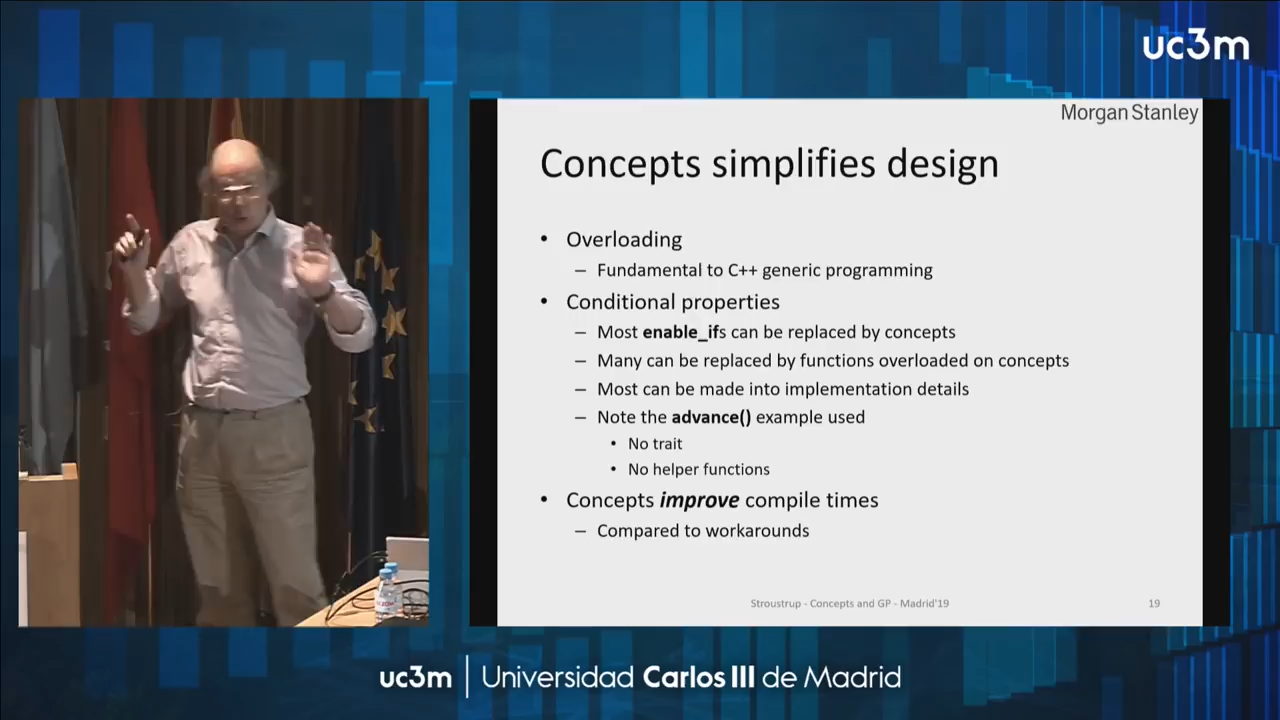 uc3m
Morgan Stanley
Concepts simplifies design
• Overloading
– Fundamental to C++ generic programming
• Conditional properties
– Most enable_ifs can be replaced by concepts
– Many can be replaced by functions overloaded on concepts
– Most can be made into implementation details
– Note the advance() example used
• No trait
• No helper functions
• Concepts improve compile times
– Compared to workarounds
Stroustrup - Concepts and GP - Madrid'19
19
uc3m | Universidad Carlos III de Madrid